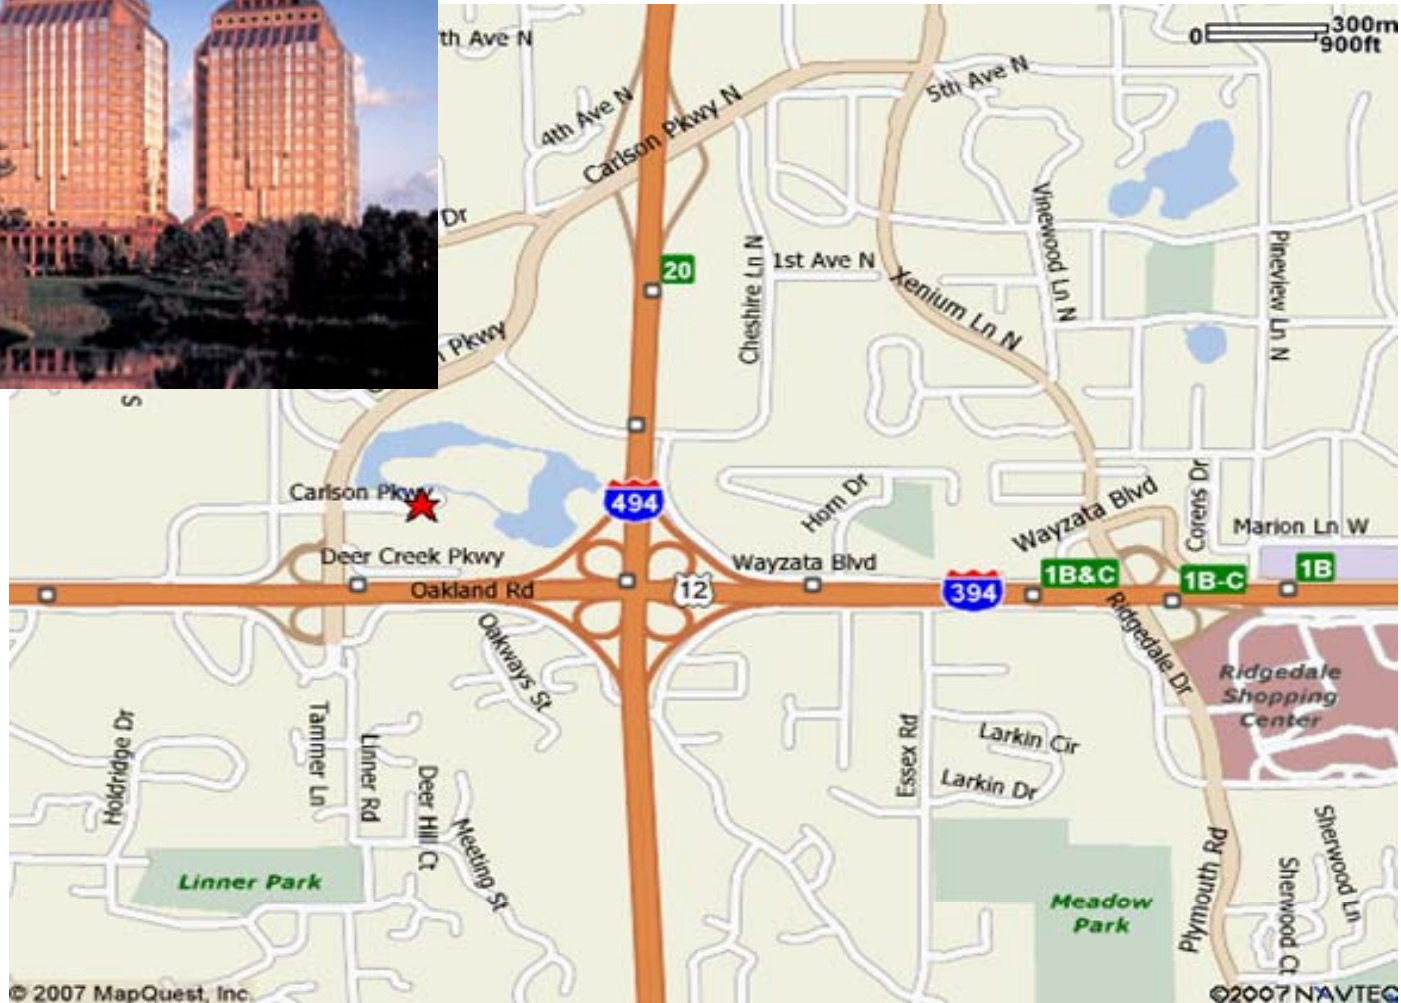 7th Ave N
0
300m
900ft
5th Ave N
4th Ave N
Carlson Pkwy N
Dr
Vinewood Ln N
Pineview Ln N
Cheshire Ln N
1st Ave N
20
Xenium Ln N
n Pkwy
S
Carlson Pkwy
494
Horn Dr
Wayzata Blvd
Corens Dr
Marion Ln W
Deer Creek Pkwy
Wayzata Blvd
1B&C
1B-C
1B
Oakland Rd
12
394
Ridgedale Dr
Oakways St
Ridgedale
Shopping
Center
Holdridge Dr
Tammer Ln
Linner Rd
Deer Hill Ct
Meeting St
Essex Rd
Larkin Cir
Larkin Dr
Linner Park
Meadow
Park
Plymouth Rd
Sherwood Ln
Sherwood Ct
© 2007 MapQuest, Inc.
©2007 NAVTEQ